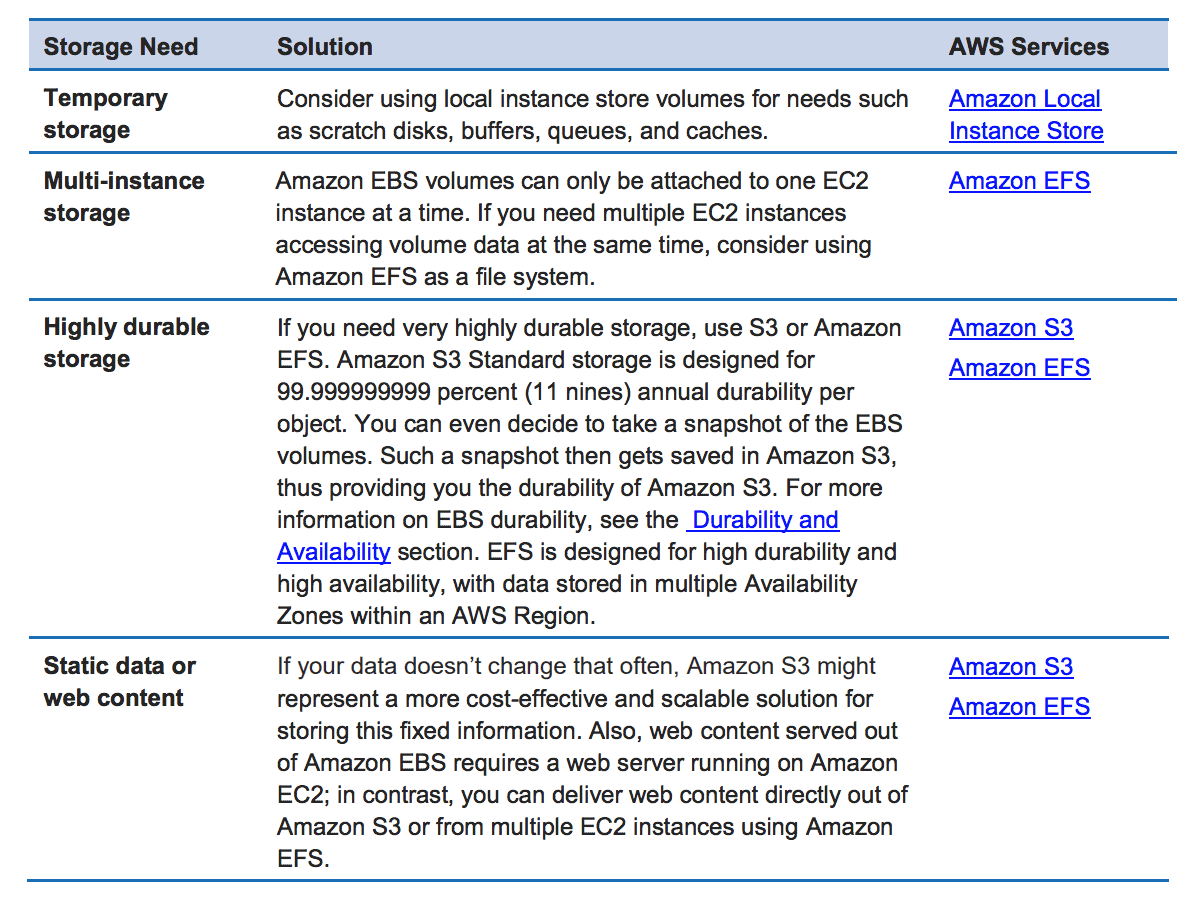 Storage Need Solution AWS Services
Temporary storage
Consider using local instance store volumes for needs such
as scratch disks, buffers, queues, and caches.
Amazon Local
Instance Store
Multi-instance
storage
Amazon EBS volumes can only be attached to one EC2
instance at a time. If you need multiple EC2 instances
accessing volume data at the same time, consider using
Amazon EFS as a file system.
Amazon EFS
Highly durable
storage
If you need very highly durable storage, use S3 or Amazon
EFS. Amazon S3 Standard storage is designed for
99.999999999 percent (11 nines) annual durability per
object. You can even decide to take a snapshot of the EBS
volumes. Such a snapshot then gets saved in Amazon S3,
thus providing you the durability of Amazon S3. For more
information on EBS durability, see the Durability and
Availability section. EFS is designed for high durability and
high availability, with data stored in multiple Availability
Zones within an AWS Region.
Amazon S3
Amazon EFS
Static data or
web content
If your data doesn’t change that often, Amazon S3 might
represent a more cost-effective and scalable solution for
storing this fixed information. Also, web content served out
of Amazon EBS requires a web server running on Amazon
EC2; in contrast, you can deliver web content directly out of
Amazon S3 or from multiple EC2 instances using Amazon
EFS.
Amazon S3
Amazon EFS